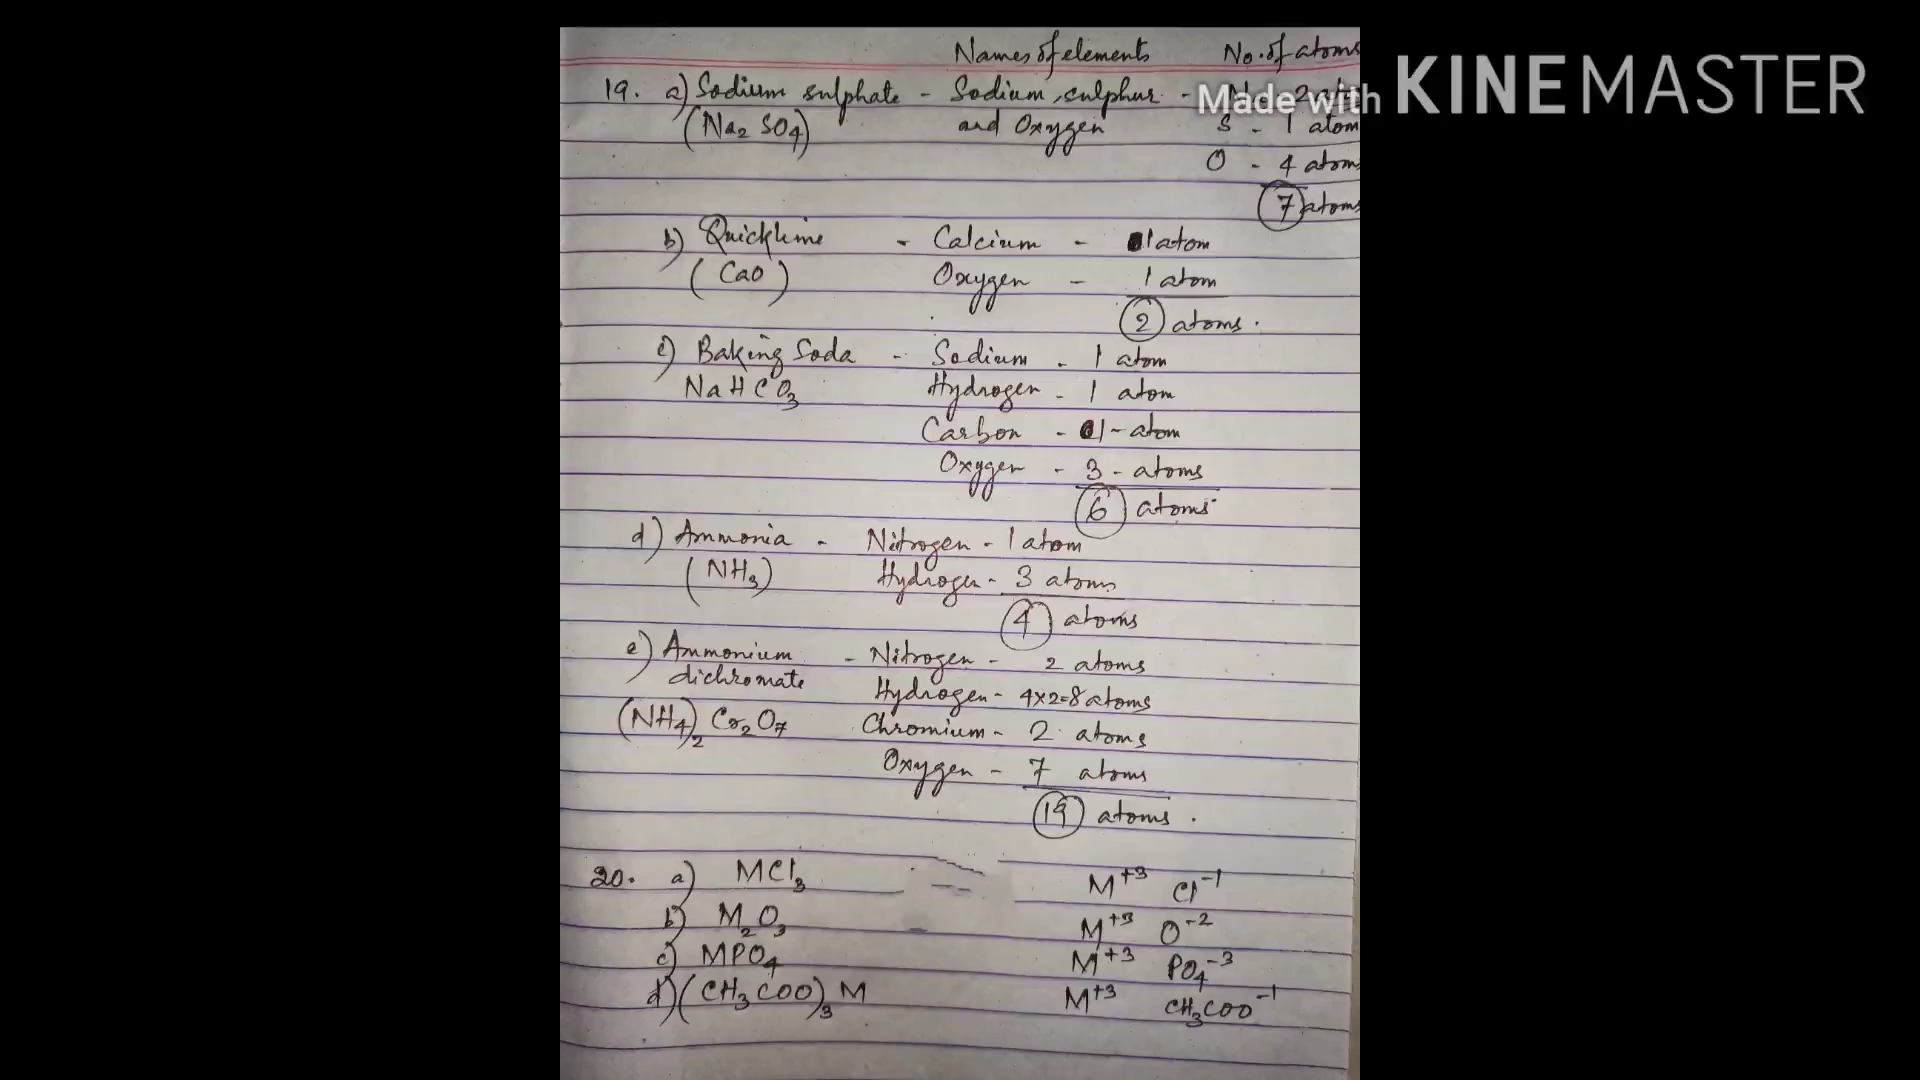 Names of elements No. of atoms
19. a) Sodium sulphate - Sodium, sulphur - Na - 2 atoms
Made with KINEMASTER
(Na2 SO4) and Oxygen S - 1 atom
O - 4 atom
7 atoms
b) Quicklime - Calcium - 1 atom
(CaO) Oxygen - 1 atom
2 atoms.
c) Baking Soda - Sodium - 1 atom
NaHCO3 Hydrogen - 1 atom
Carbon - 1 - atom
Oxygen - 3 - atoms
6 atoms
d) Ammonia - Nitrogen - 1 atom
(NH3) Hydrogen - 3 atoms
4 atoms
e) Ammonium - Nitrogen - 2 atoms
dichromate Hydrogen - 4x2=8 atoms
(NH4)2 Cr2O7 Chromium - 2 atoms
Oxygen - 7 atoms
19 atoms.
20. a) MCl3 M+3 Cl-1
b) M2O3 M+3 O-2
c) MPO4 M+3 PO4-3
d) (CH3COO)3 M M+3 CH3COO-1